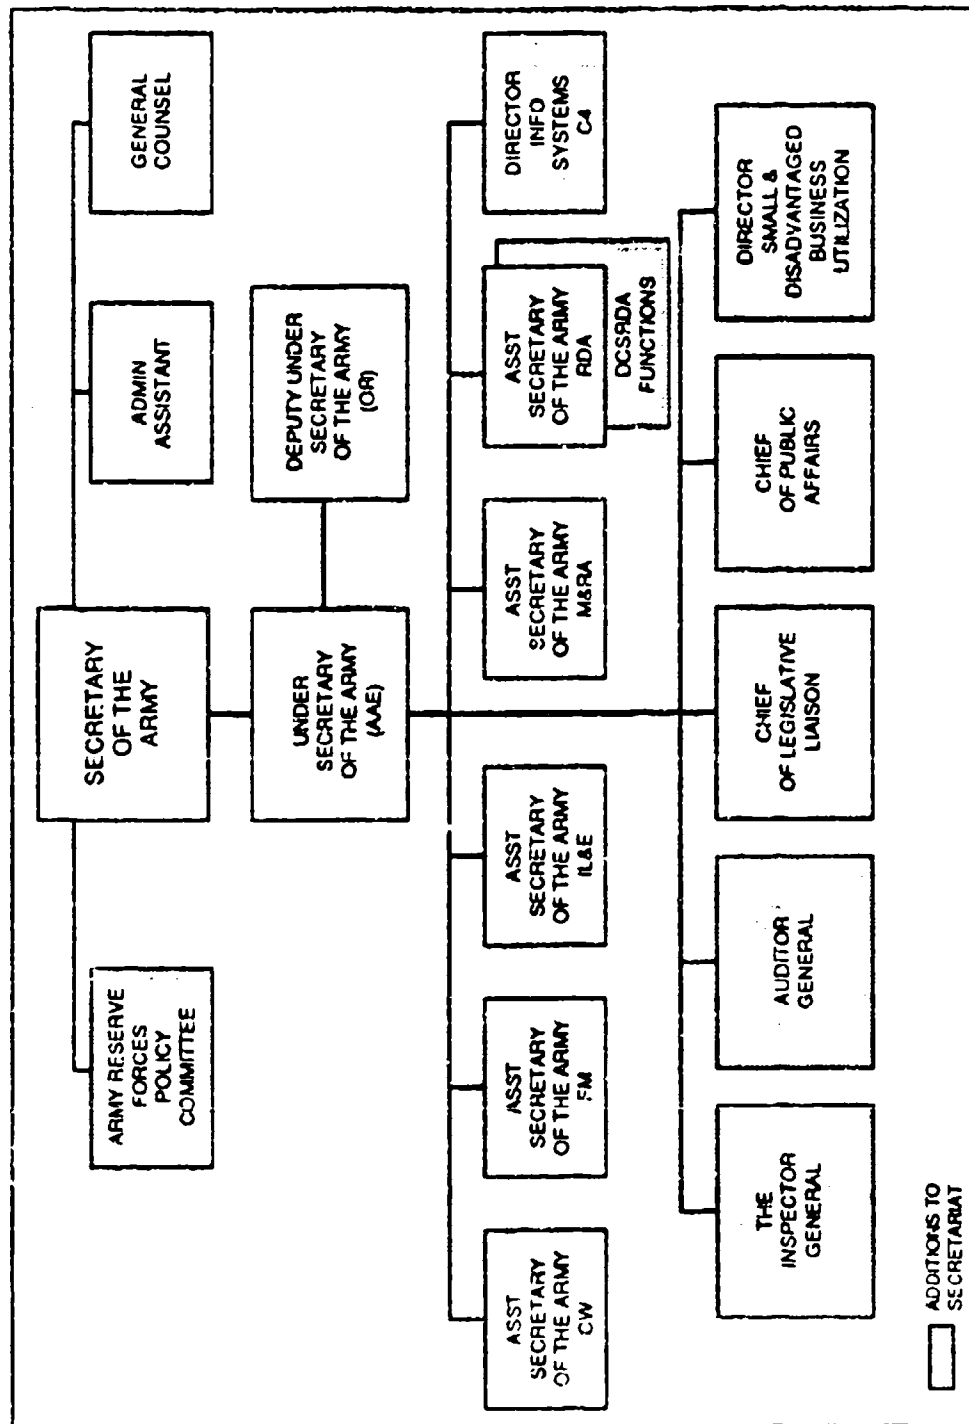 SECRETARY
OF THE
ARMY
ARMY RESERVE
FORCES
POLICY
COMMITTEE
ADMIN
ASSISTANT
GENERAL
COUNSEL
UNDER
SECRETARY
OF THE ARMY
(AAE)
DEPUTY UNDER
SECRETARY
OF THE ARMY
(OR)
ASST
SECRETARY
OF THE ARMY
CW
ASST
SECRETARY
OF THE ARMY
FM
ASST
SECRETARY
OF THE ARMY
IL&E
ASST
SECRETARY
OF THE ARMY
M&RA
ASST
SECRETARY
OF THE ARMY
RDA
DCSRDA
FUNCTIONS
DIRECTOR
INFO
SYSTEMS
C4
THE
INSPECTOR
GENERAL
AUDITOR
GENERAL
CHIEF
OF LEGISLATIVE
LIAISON
CHIEF
OF PUBLIC
AFFAIRS
DIRECTOR
SMALL &
DISADVANTAGED
BUSINESS
UTILIZATION
ADDITIONS TO
SECRETARIAT